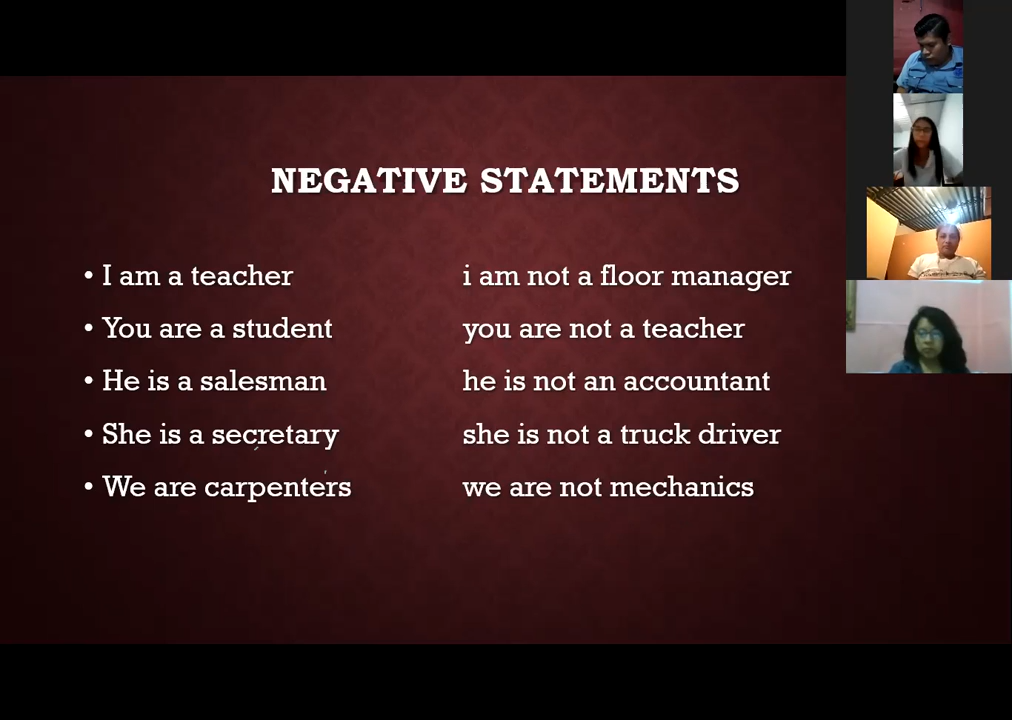 NEGATIVE STATEMENTS
• I am a teacher i am not a floor manager
• You are a student you are not a teacher
• He is a salesman he is not an accountant
• She is a secretary she is not a truck driver
• We are carpenters we are not mechanics